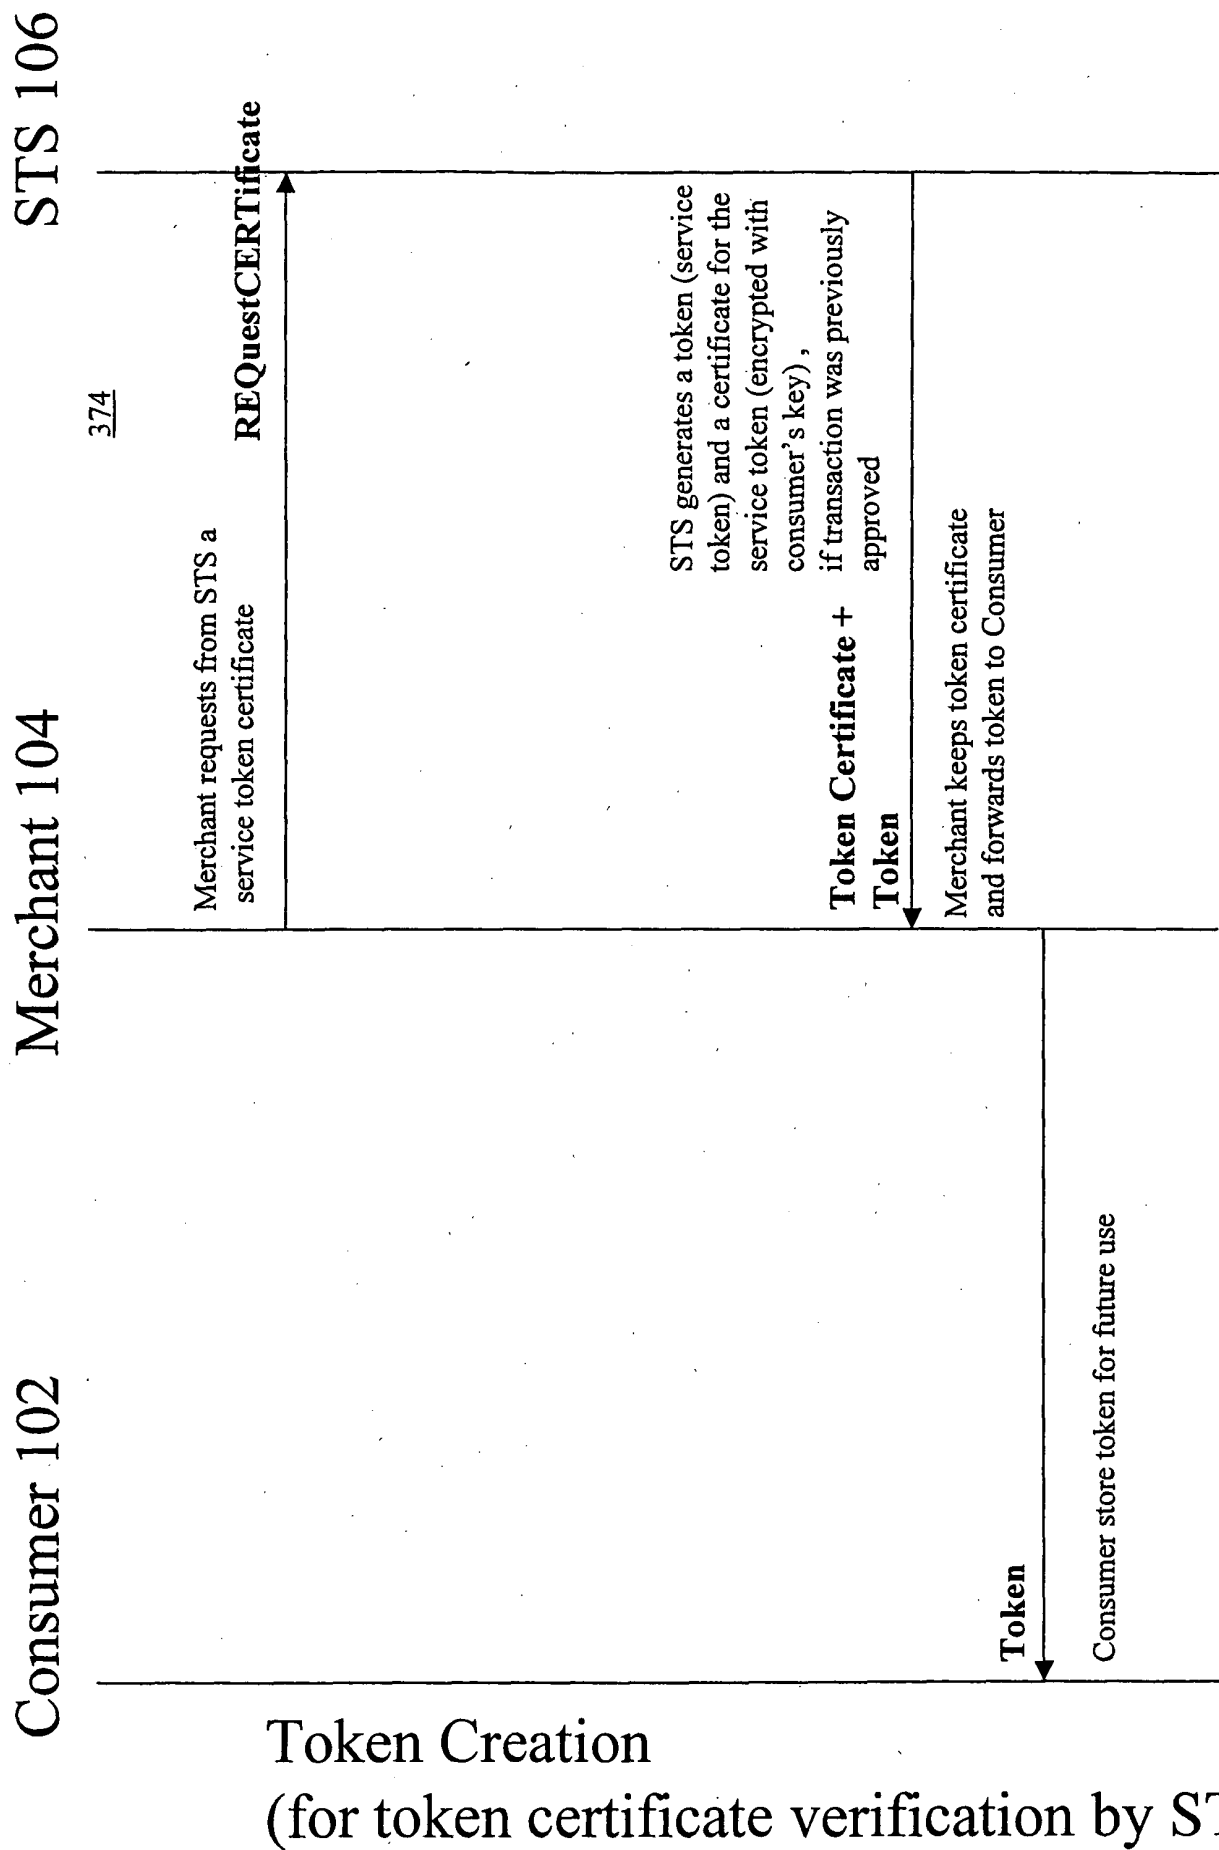 Consumer 102
Merchant 104
STS 106
374
Merchant requests from STS a
service token certificate
REQuestCERTificate
STS generates a token (service
token) and a certificate for the
service token (encrypted with
consumer's key) ,
if transaction was previously
approved
Token Certificate +
Token
Merchant keeps token certificate
and forwards token to Consumer
Token
Consumer store token for future use
Token Creation
(for token certificate verification by